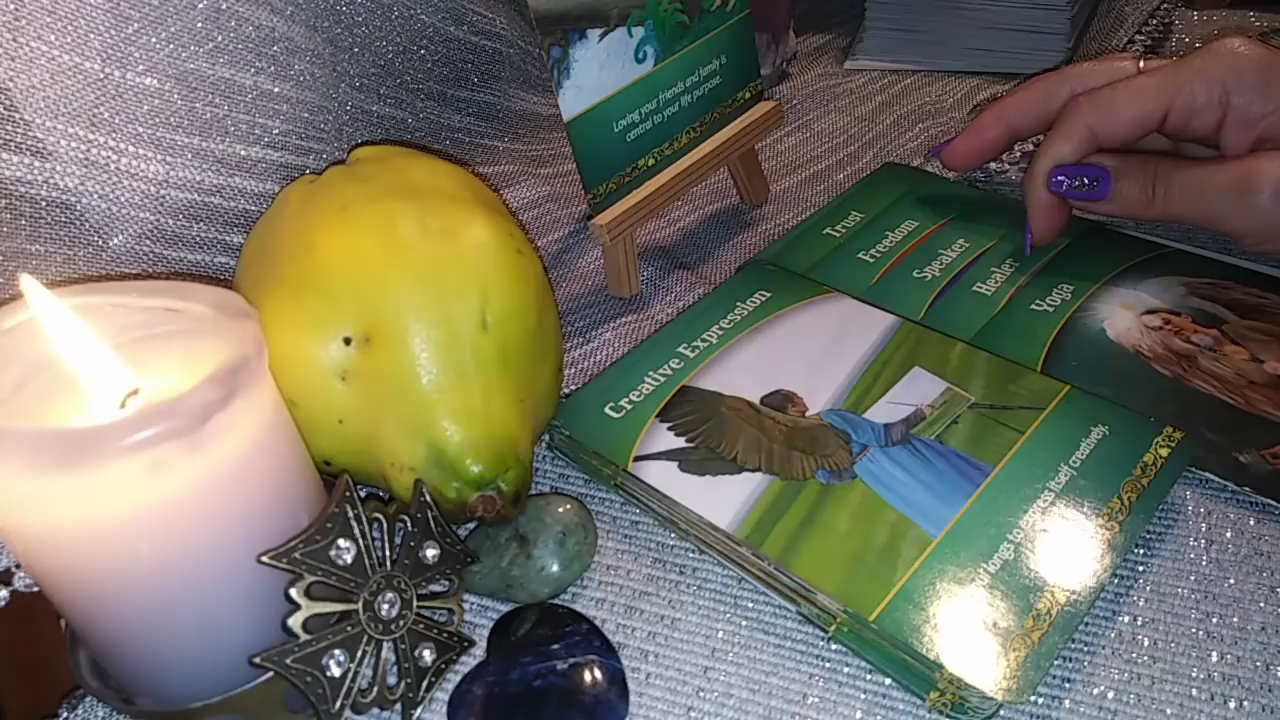 Loving your friends and family is
central to your life purpose.
Trust
Freedom
Speaker
Healer
Yoga
Creative Expression
to express itself creatively.